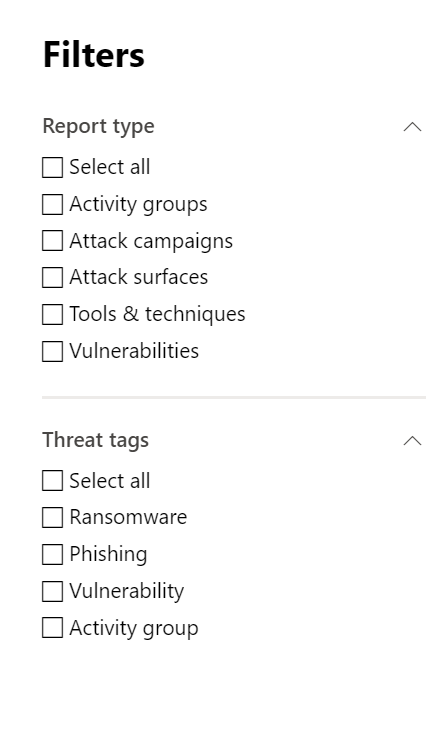 Filters
Report type
Select all
Activity groups
Attack campaigns
Attack surfaces
Tools & techniques
Vulnerabilities
Threat tags
Select all
Ransomware
Phishing
Vulnerability
Activity group